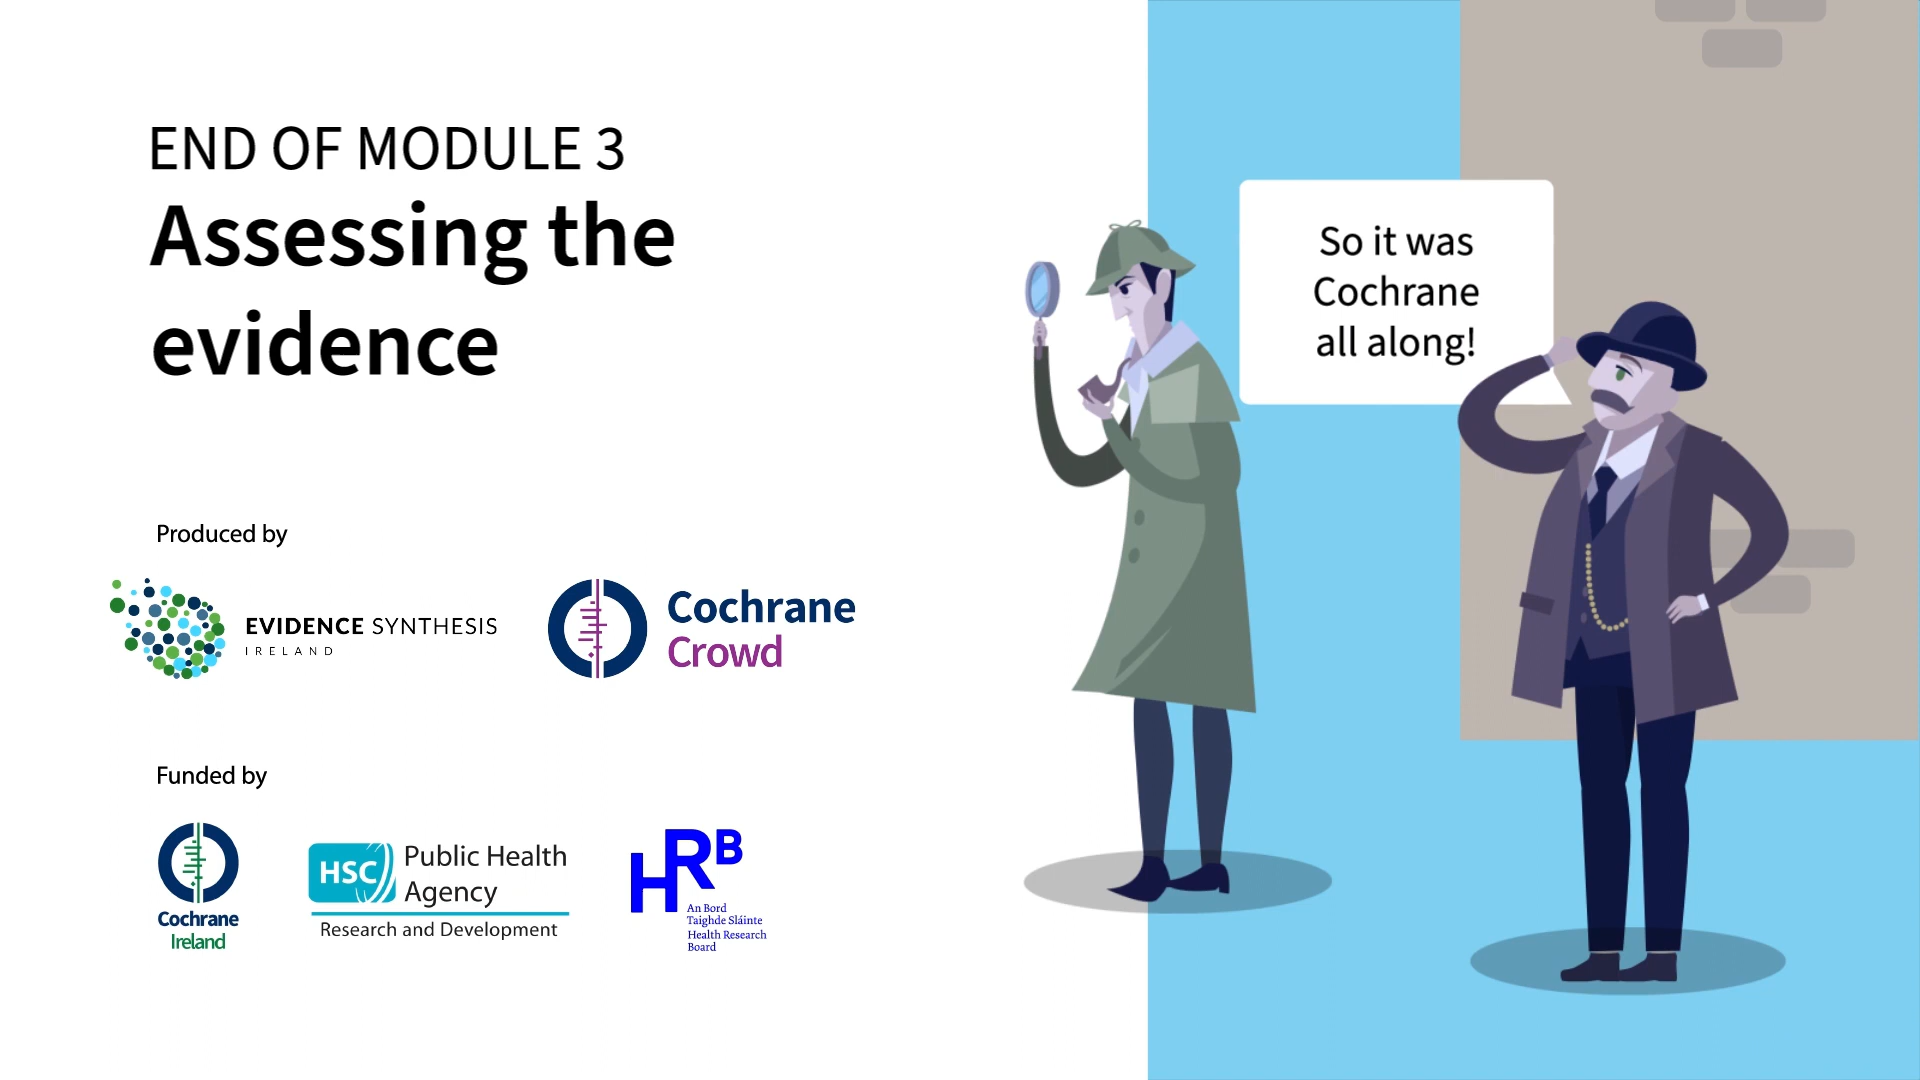 END OF MODULE 3
Assessing the
evidence
So it was
Cochrane
all along!
Produced by
EVIDENCE SYNTHESIS
IRELAND
Cochrane
Crowd
Funded by
Cochrane
Ireland
HSC
Public Health
Agency
Research and Development
HRB
An Bord
Taighde Sláinte
Health Research
Board